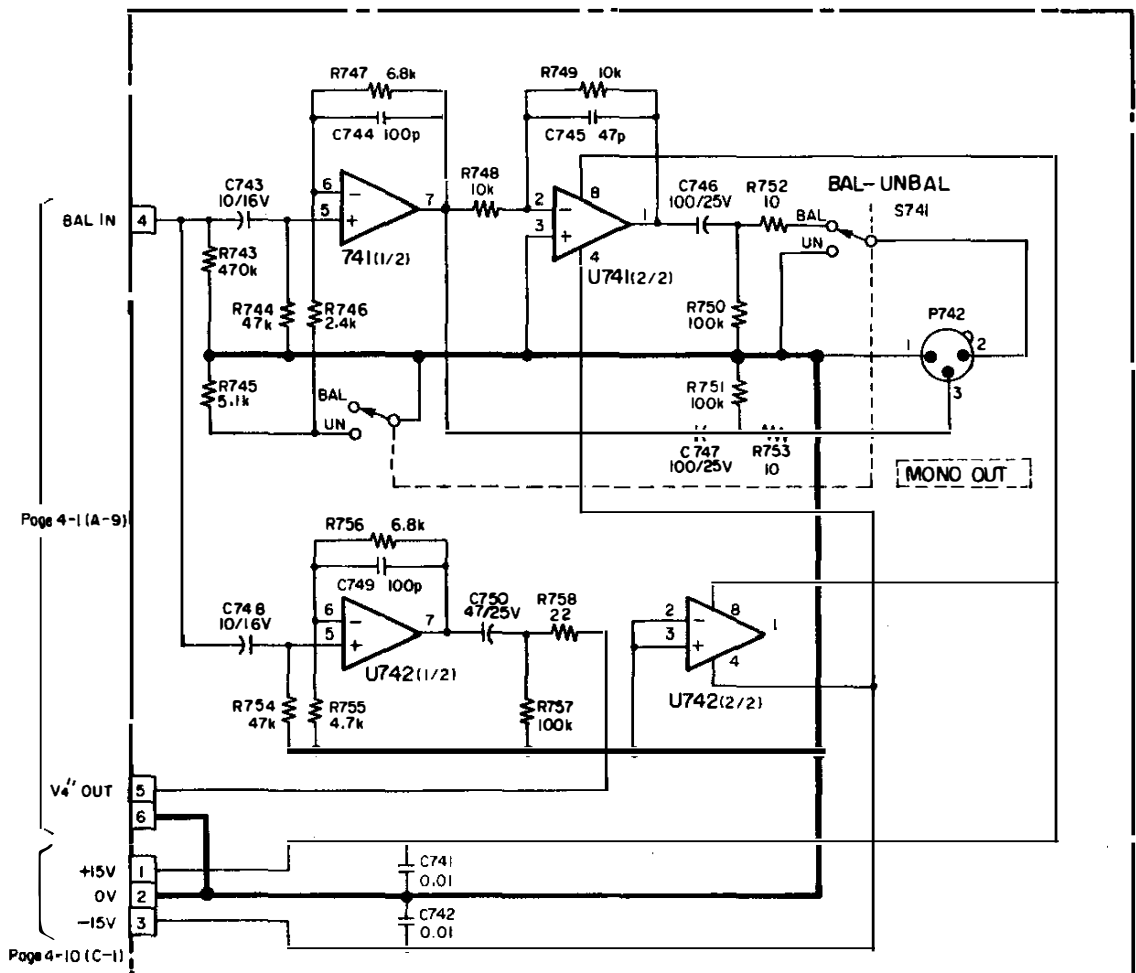 R747 6.8k
C744 100p
R749 10k
C745 47p
R748
10k
C743
10/16V
BAL IN 4
6
5
7
741(1/2)
2
3
8
1
4
U741(2/2)
C746
100/25V
R752
10
BAL-UNBAL
S741
BAL
UN
R743
470k
R744
47k
R746
2.4k
R750
100k
P742
1
2
3
R745
5.1k
BAL
UN
R751
100k
C747
100/25V
R753
10
MONO OUT
Page 4-1(A-9)
R756 6.8k
C749 100p
C748
10/16V
6
5
7
U742(1/2)
C750
47/25V
R758
22
2
3
8
1
4
U742(2/2)
R754
47k
R755
4.7k
R757
100k
V4" OUT 5
6
+15V 1
0V 2
-15V 3
C741
0.01
C742
0.01
Page 4-10(C-1)